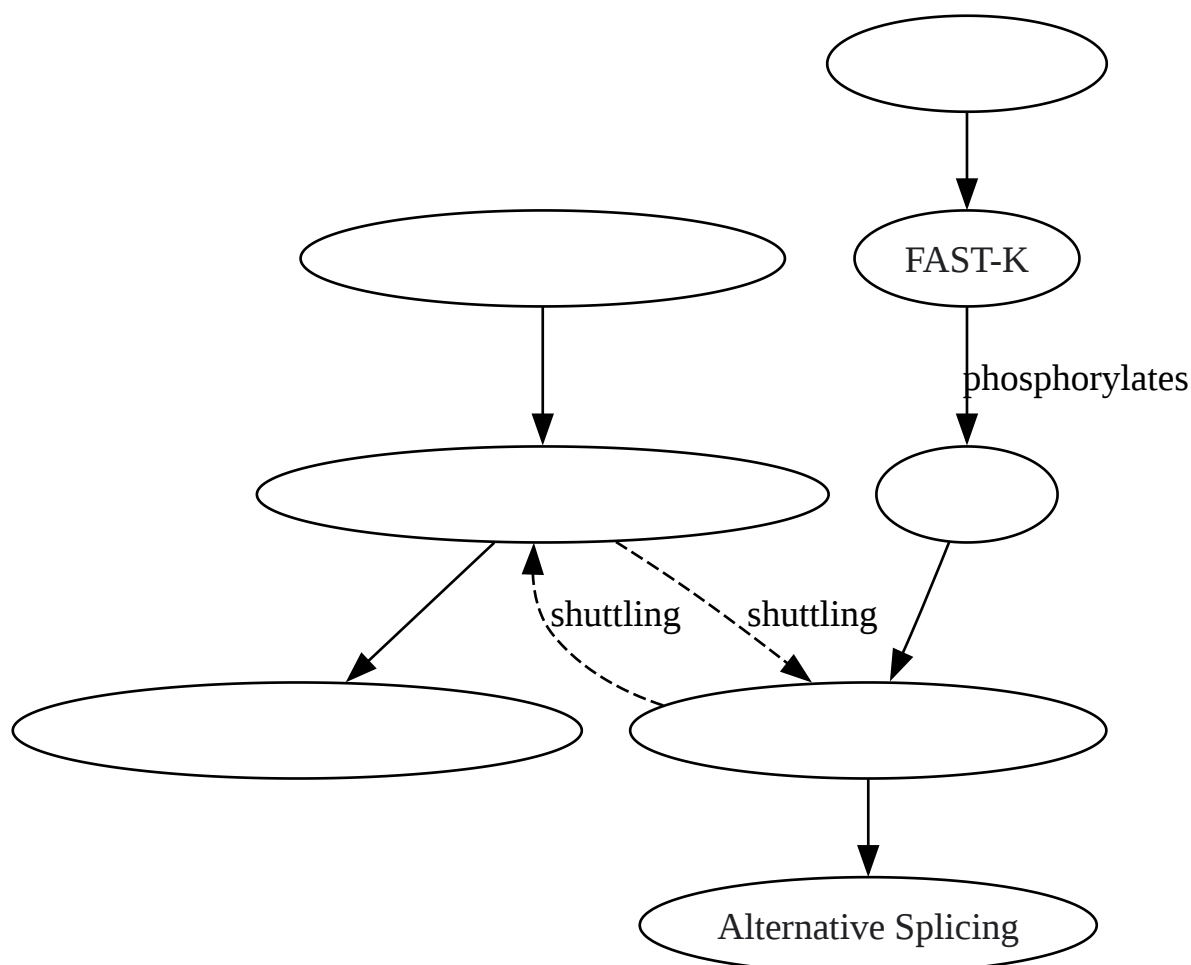 FAST-K
phosphorylates
shuttling
shuttling
Alternative Splicing